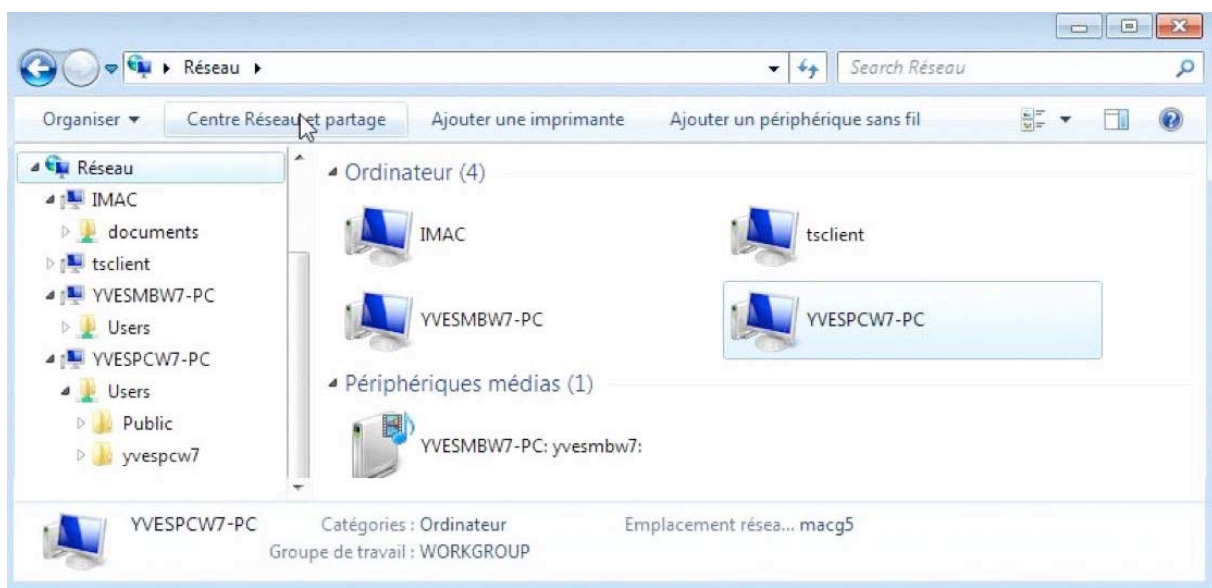 Réseau
Search Réseau
Organiser
Centre Réseau et partage
Ajouter une imprimante
Ajouter un périphérique sans fil
Réseau
IMAC
documents
tsclient
YVESMBW7-PC
Users
YVESPCW7-PC
Users
Public
yvespcw7
Ordinateur (4)
IMAC
tsclient
YVESMBW7-PC
YVESPCW7-PC
Périphériques médias (1)
YVESMBW7-PC: yvesmbw7:
YVESPCW7-PC
Catégories : Ordinateur
Emplacement résea... macg5
Groupe de travail : WORKGROUP